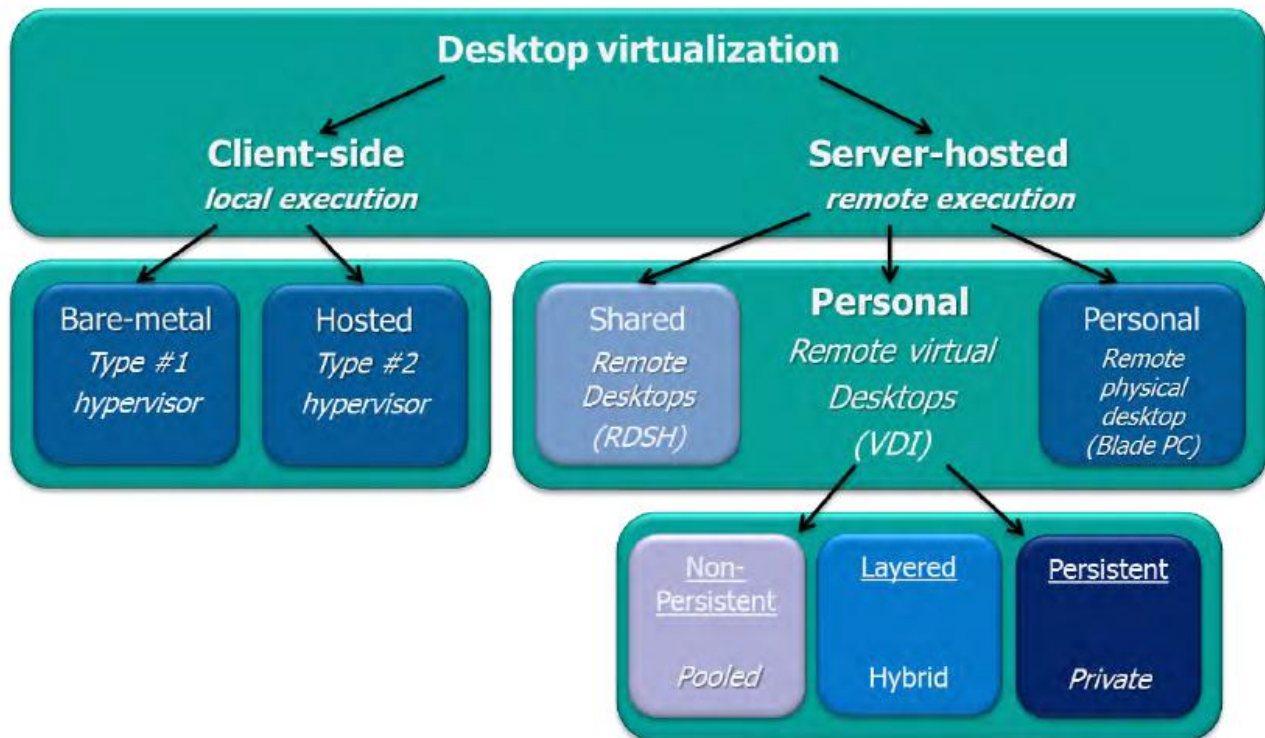 Desktop virtualization
Client-side
local execution
Server-hosted
remote execution
Bare-metal
Type #1
hypervisor
Hosted
Type #2
hypervisor
Shared
Remote
Desktops
(RDSH)
Personal
Remote virtual
Desktops
(VDI)
Personal
Remote
physical
desktop
(Blade PC)
Non-
Persistent
Pooled
Layered
Hybrid
Persistent
Private